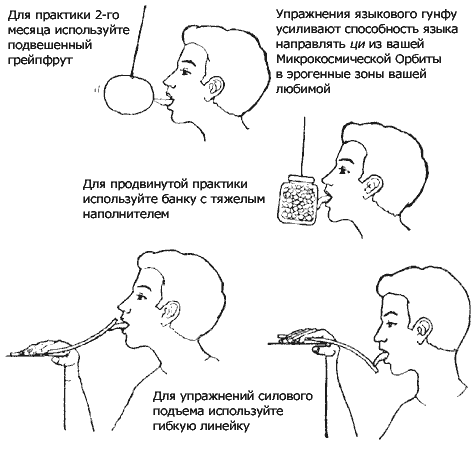 Для практики 2-го
месяца используйте
подвешенный
грейпфрут
Упражнения языкового гунфу
усиливают способность языка
направлять ци из вашей
Микрокосмической Орбиты
в эрогенные зоны вашей
любимой
Для продвинутой практики
используйте банку с тяжелым
наполнителем
Для упражнений силового
подъема используйте
гибкую линейку